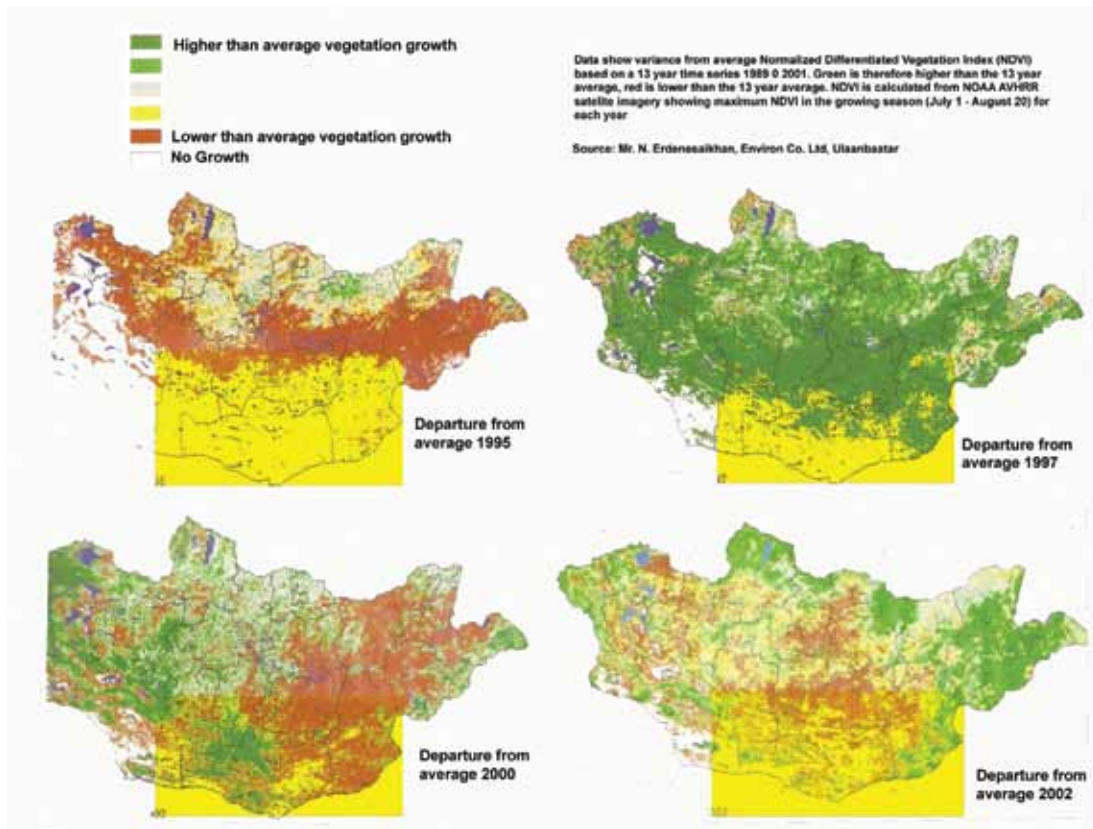 Higher than average vegetation growth
Lower than average vegetation growth
No Growth
Data show variance from average Normalized Differentiated Vegetation Index (NDVI)
based on a 13 year time series 1989 0 2001. Green is therefore higher than the 13 year
average, red is lower than the 13 year average. NDVI is calculated from NOAA AVHRR
satelite imagery showing maximum NDVI in the growing season (July 1 - August 20) for
each year
Source: Mr. N. Erdenesaikhan, Environ Co. Ltd, Ulaanbaatar
Departure from
average 1995
Departure from
average 1997
Departure from
average 2000
Departure from
average 2002